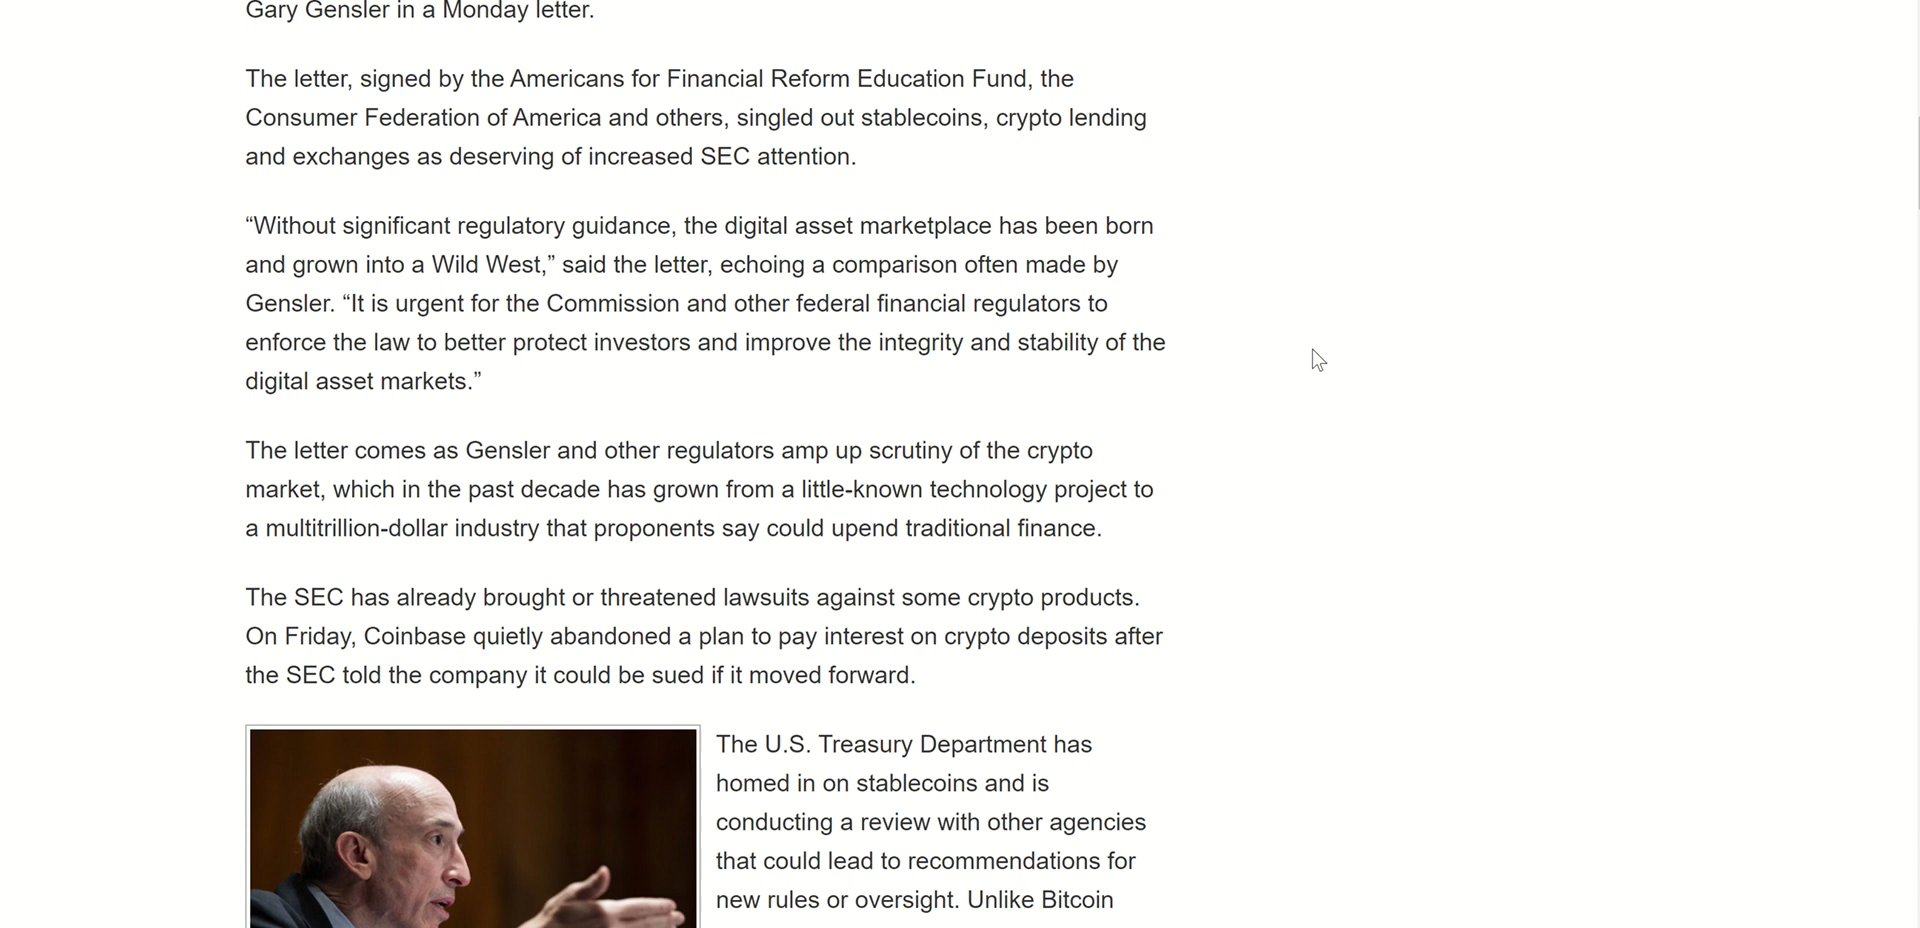 Gary Gensler in a Monday letter.
The letter, signed by the Americans for Financial Reform Education Fund, the
Consumer Federation of America and others, singled out stablecoins, crypto lending
and exchanges as deserving of increased SEC attention.
“Without significant regulatory guidance, the digital asset marketplace has been born
and grown into a Wild West,” said the letter, echoing a comparison often made by
Gensler. “It is urgent for the Commission and other federal financial regulators to
enforce the law to better protect investors and improve the integrity and stability of the
digital asset markets.”
The letter comes as Gensler and other regulators amp up scrutiny of the crypto
market, which in the past decade has grown from a little-known technology project to
a multitrillion-dollar industry that proponents say could upend traditional finance.
The SEC has already brought or threatened lawsuits against some crypto products.
On Friday, Coinbase quietly abandoned a plan to pay interest on crypto deposits after
the SEC told the company it could be sued if it moved forward.
The U.S. Treasury Department has
homed in on stablecoins and is
conducting a review with other agencies
that could lead to recommendations for
new rules or oversight. Unlike Bitcoin